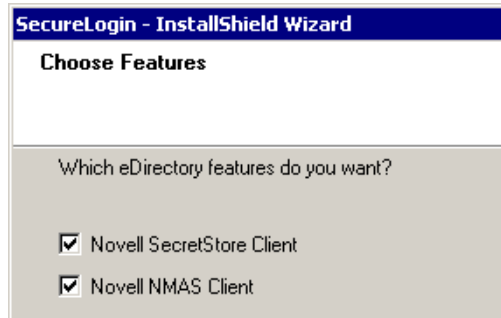 SecureLogin - InstallShield Wizard
Choose Features
Which eDirectory features do you want?
Novell SecretStore Client
Novell NMAS Client